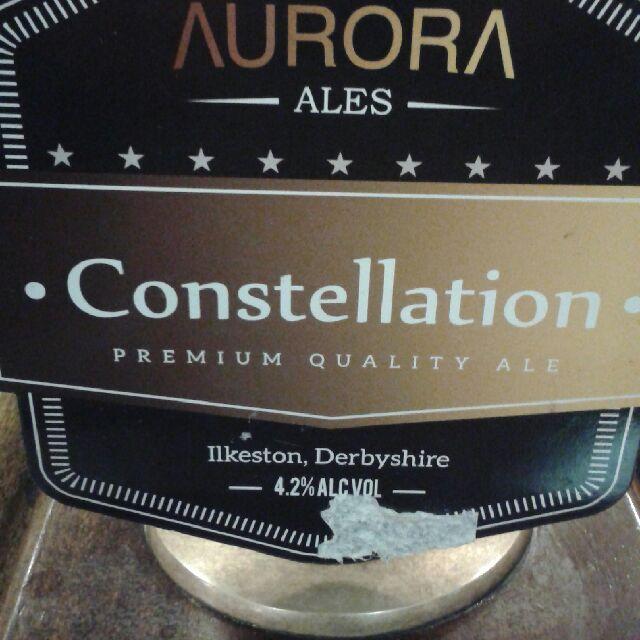 AURORA
ALES
• Constellation •
PREMIUM QUALITY ALE
Ilkeston, Derbyshire
4.2% ALC VOL